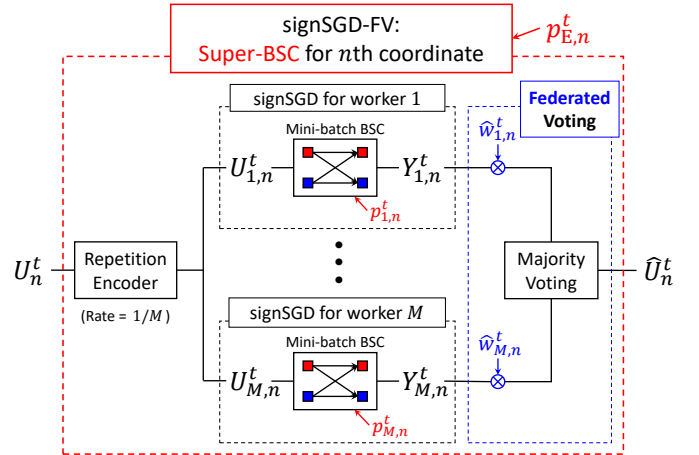 signSGD-FV:
Super-BSC for nth coordinate
p^t_{E,n}
signSGD for worker 1
Federated
Voting
Mini-batch BSC
ŵ^t_{1,n}
U^t_{1,n}
Y^t_{1,n}
p^t_{1,n}
U^t_n
Repetition
Encoder
(Rate = 1/M )
Majority
Voting
Û^t_n
signSGD for worker M
Mini-batch BSC
ŵ^t_{M,n}
U^t_{M,n}
Y^t_{M,n}
p^t_{M,n}